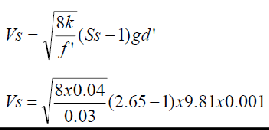 Vs = √(8k/f' (Ss – 1)gd'
Vs = √(8x0.04/0.03 (2.65 – 1)x9.81x0.001